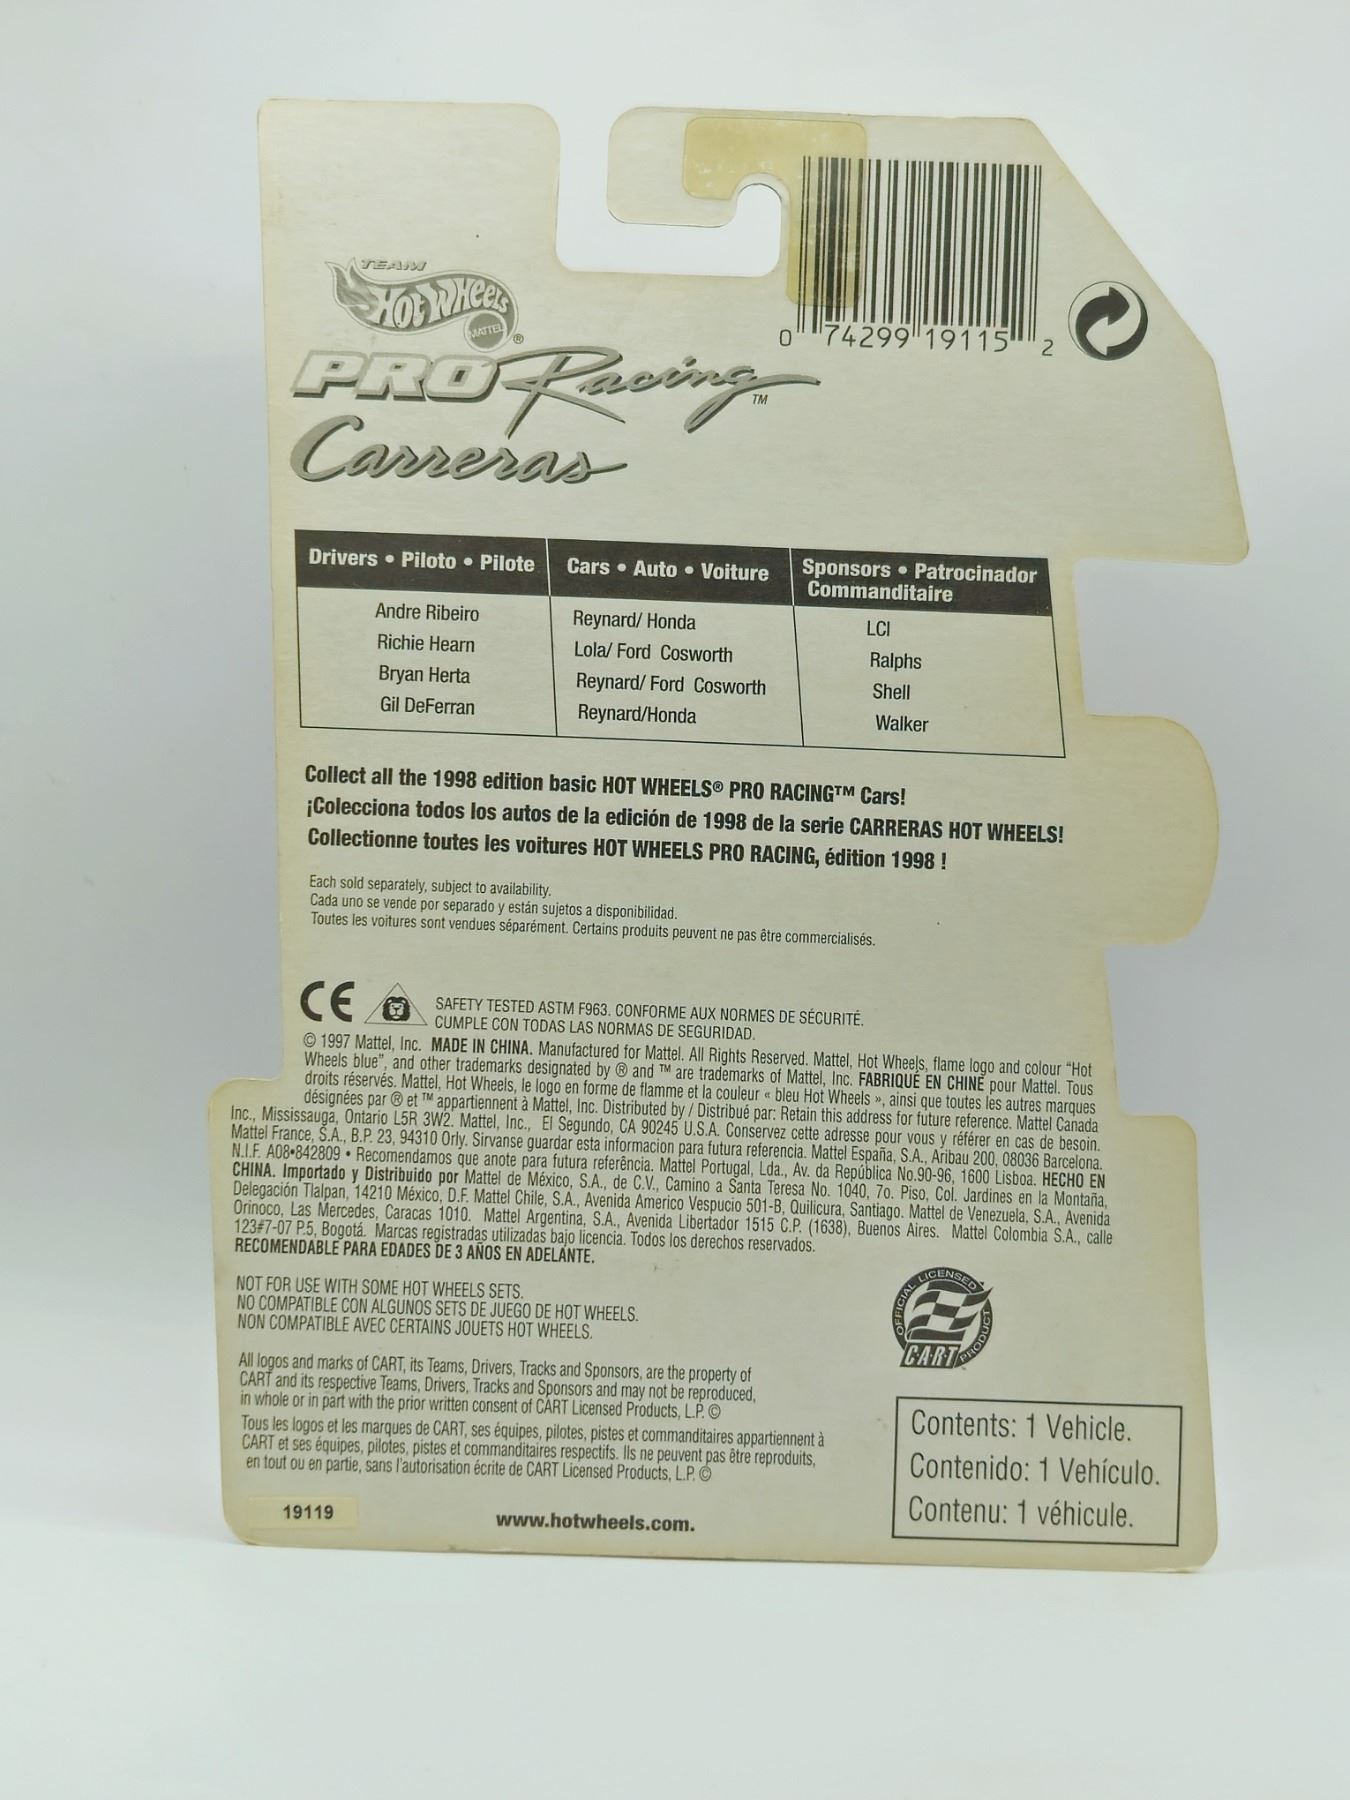 TEAM
Hot Wheels
MATTEL ®
PRO Racing ™
Carreras
0 74299 19115 2
Drivers • Piloto • Pilote
Cars • Auto • Voiture
Sponsors • Patrocinador
Commanditaire
Andre Ribeiro Reynard/ Honda LCI
Richie Hearn Lola/ Ford Cosworth Ralphs
Bryan Herta Reynard/ Ford Cosworth Shell
Gil DeFerran Reynard/Honda Walker
Collect all the 1998 edition basic HOT WHEELS® PRO RACING™ Cars!
¡Colecciona todos los autos de la edición de 1998 de la serie CARRERAS HOT WHEELS!
Collectionne toutes les voitures HOT WHEELS PRO RACING, édition 1998 !
Each sold separately, subject to availability.
Cada uno se vende por separado y están sujetos a disponibilidad.
Toutes les voitures sont vendues séparément. Certains produits peuvent ne pas être commercialisés.
CE
SAFETY TESTED ASTM F963. CONFORME AUX NORMES DE SÉCURITÉ.
CUMPLE CON TODAS LAS NORMAS DE SEGURIDAD.
© 1997 Mattel, Inc. MADE IN CHINA. Manufactured for Mattel. All Rights Reserved. Mattel, Hot Wheels, flame logo and colour “Hot
Wheels blue”, and other trademarks designated by ® and ™ are trademarks of Mattel, Inc. FABRIQUÉ EN CHINE pour Mattel. Tous
droits réservés. Mattel, Hot Wheels, le logo en forme de flamme et la couleur « bleu Hot Wheels », ainsi que toutes les autres marques
désignées par ® et ™ appartiennent à Mattel, Inc. Distributed by / Distribué par: Retain this address for future reference. Mattel Canada
Inc., Mississauga, Ontario L5R 3W2. Mattel, Inc., El Segundo, CA 90245 U.S.A. Conservez cette adresse pour vous y référer en cas de besoin.
Mattel France, S.A., B.P. 23, 94310 Orly. Sirvanse guardar esta informacion para futura referencia. Mattel España, S.A., Aribau 200, 08036 Barcelona.
N.I.F. A08•842809 • Recomendamos que anote para futura referência. Mattel Portugal, Lda., Av. da República No.90-96, 1600 Lisboa. HECHO EN
CHINA. Importado y Distribuido por Mattel de México, S.A., de C.V., Camino a Santa Teresa No. 1040, 7o. Piso, Col. Jardines en la Montaña,
Delegación Tlalpan, 14210 México, D.F. Mattel Chile, S.A., Avenida Americo Vespucio 501-B, Quilicura, Santiago. Mattel de Venezuela, S.A., Avenida
Orinoco, Las Mercedes, Caracas 1010. Mattel Argentina, S.A., Avenida Libertador 1515 C.P. (1638), Buenos Aires. Mattel Colombia S.A., calle
123#7-07 P.5, Bogotá. Marcas registradas utilizadas bajo licencia. Todos los derechos reservados.
RECOMENDABLE PARA EDADES DE 3 AÑOS EN ADELANTE.
NOT FOR USE WITH SOME HOT WHEELS SETS.
NO COMPATIBLE CON ALGUNOS SETS DE JUEGO DE HOT WHEELS.
NON COMPATIBLE AVEC CERTAINS JOUETS HOT WHEELS.
OFFICIAL LICENSED PRODUCT
CART
All logos and marks of CART, its Teams, Drivers, Tracks and Sponsors, are the property of
CART and its respective Teams, Drivers, Tracks and Sponsors and may not be reproduced,
in whole or in part with the prior written consent of CART Licensed Products, L.P. ©
Tous les logos et les marques de CART, ses équipes, pilotes, pistes et commanditaires appartiennent à
CART et ses équipes, pilotes, pistes et commanditaires respectifs. Ils ne peuvent pas être reproduits,
en tout ou en partie, sans l'autorisation écrite de CART Licensed Products, L.P. ©
Contents: 1 Vehicle.
Contenido: 1 Vehículo.
Contenu: 1 véhicule.
19119
www.hotwheels.com.